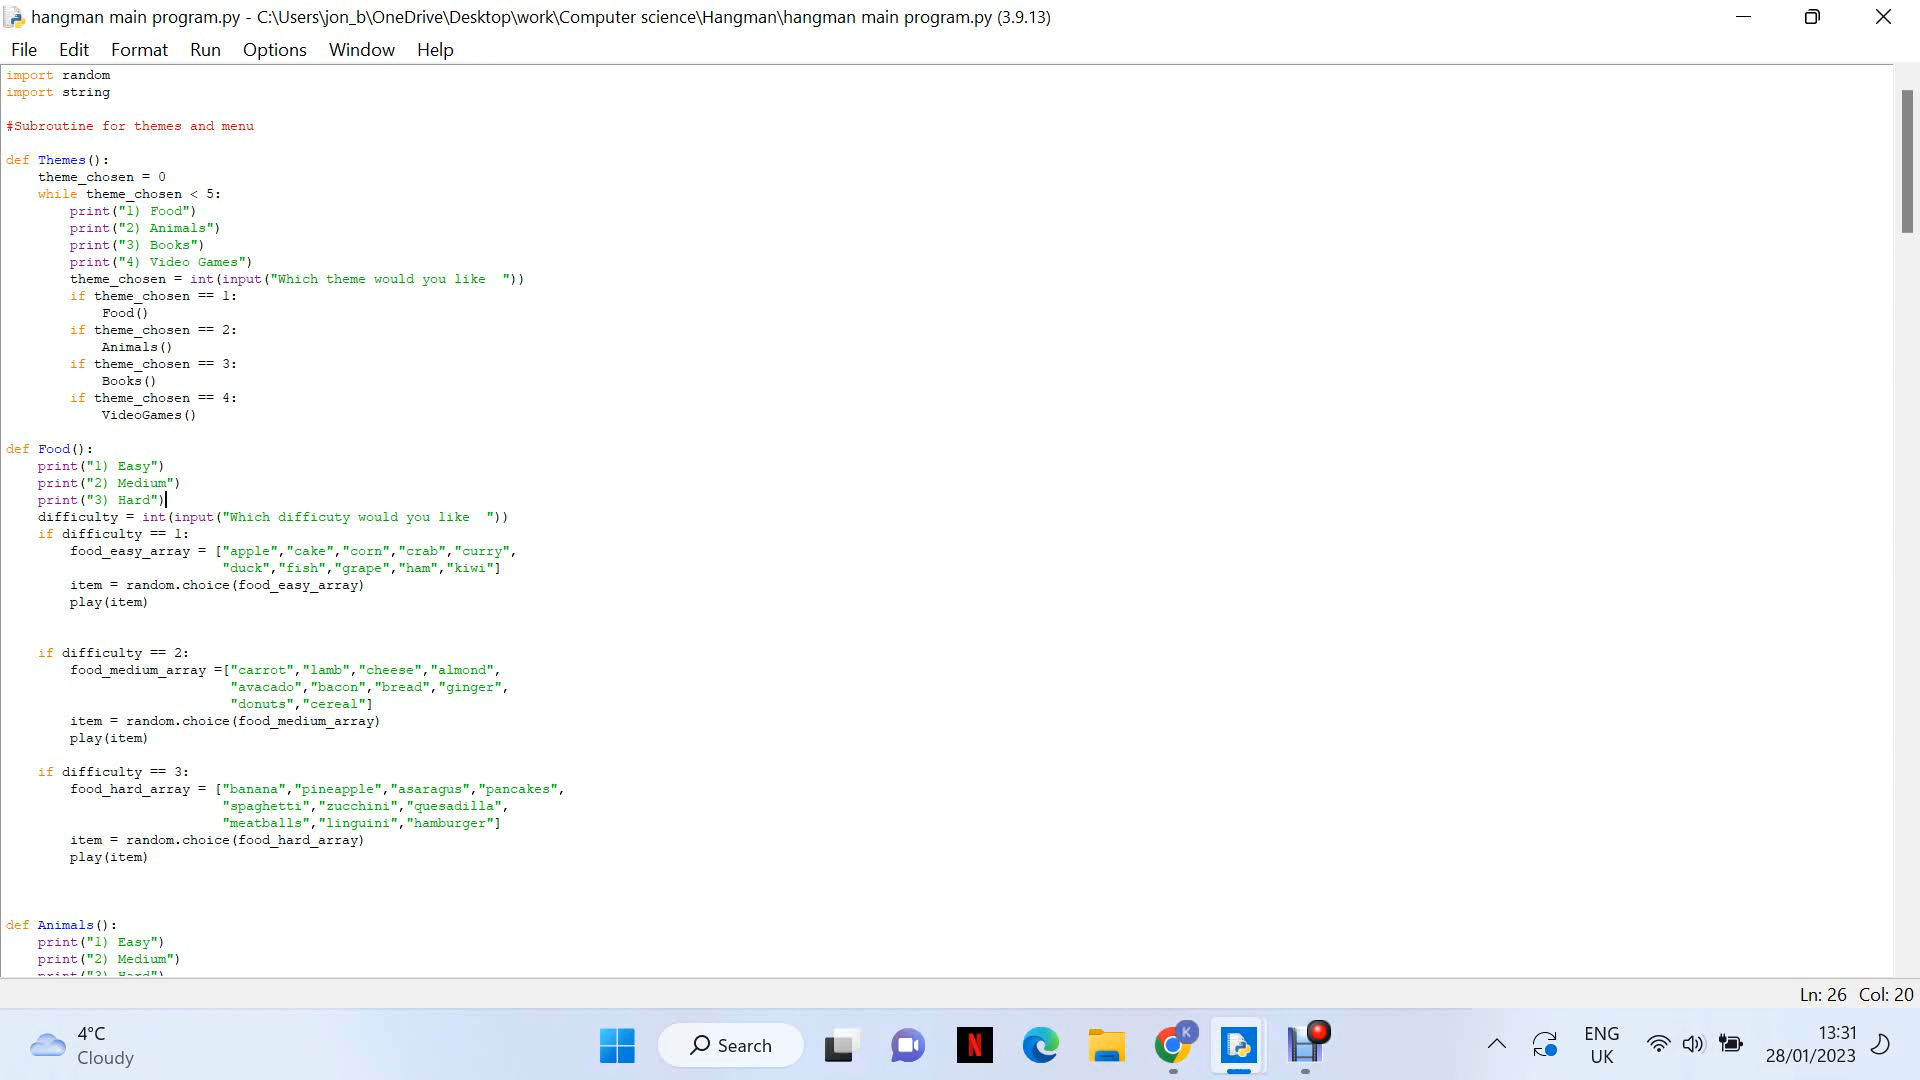 hangman main program.py - C:\Users\jon_b\OneDrive\Desktop\work\Computer science\Hangman\hangman main program.py (3.9.13)
File Edit Format Run Options Window Help
import random
import string
#Subroutine for themes and menu
def Themes():
    theme_chosen = 0
    while theme_chosen < 5:
        print("1) Food")
        print("2) Animals")
        print("3) Books")
        print("4) Video Games")
        theme_chosen = int(input("Which theme would you like  "))
        if theme_chosen == 1:
            Food()
        if theme_chosen == 2:
            Animals()
        if theme_chosen == 3:
            Books()
        if theme_chosen == 4:
            VideoGames()
def Food():
    print("1) Easy")
    print("2) Medium")
    print("3) Hard")
    difficulty = int(input("Which difficuty would you like  "))
    if difficulty == 1:
        food_easy_array = ["apple","cake","corn","crab","curry",
                           "duck","fish","grape","ham","kiwi"]
        item = random.choice(food_easy_array)
        play(item)
    if difficulty == 2:
        food_medium_array =["carrot","lamb","cheese","almond",
                            "avacado","bacon","bread","ginger",
                            "donuts","cereal"]
        item = random.choice(food_medium_array)
        play(item)
    if difficulty == 3:
        food_hard_array = ["banana","pineapple","asaragus","pancakes",
                           "spaghetti","zucchini","quesadilla",
                           "meatballs","linguini","hamburger"]
        item = random.choice(food_hard_array)
        play(item)
def Animals():
    print("1) Easy")
    print("2) Medium")
    print("3) Hard")
Ln: 26 Col: 20
4°C
Cloudy
Search
N
K
ENG
UK
13:31
28/01/2023